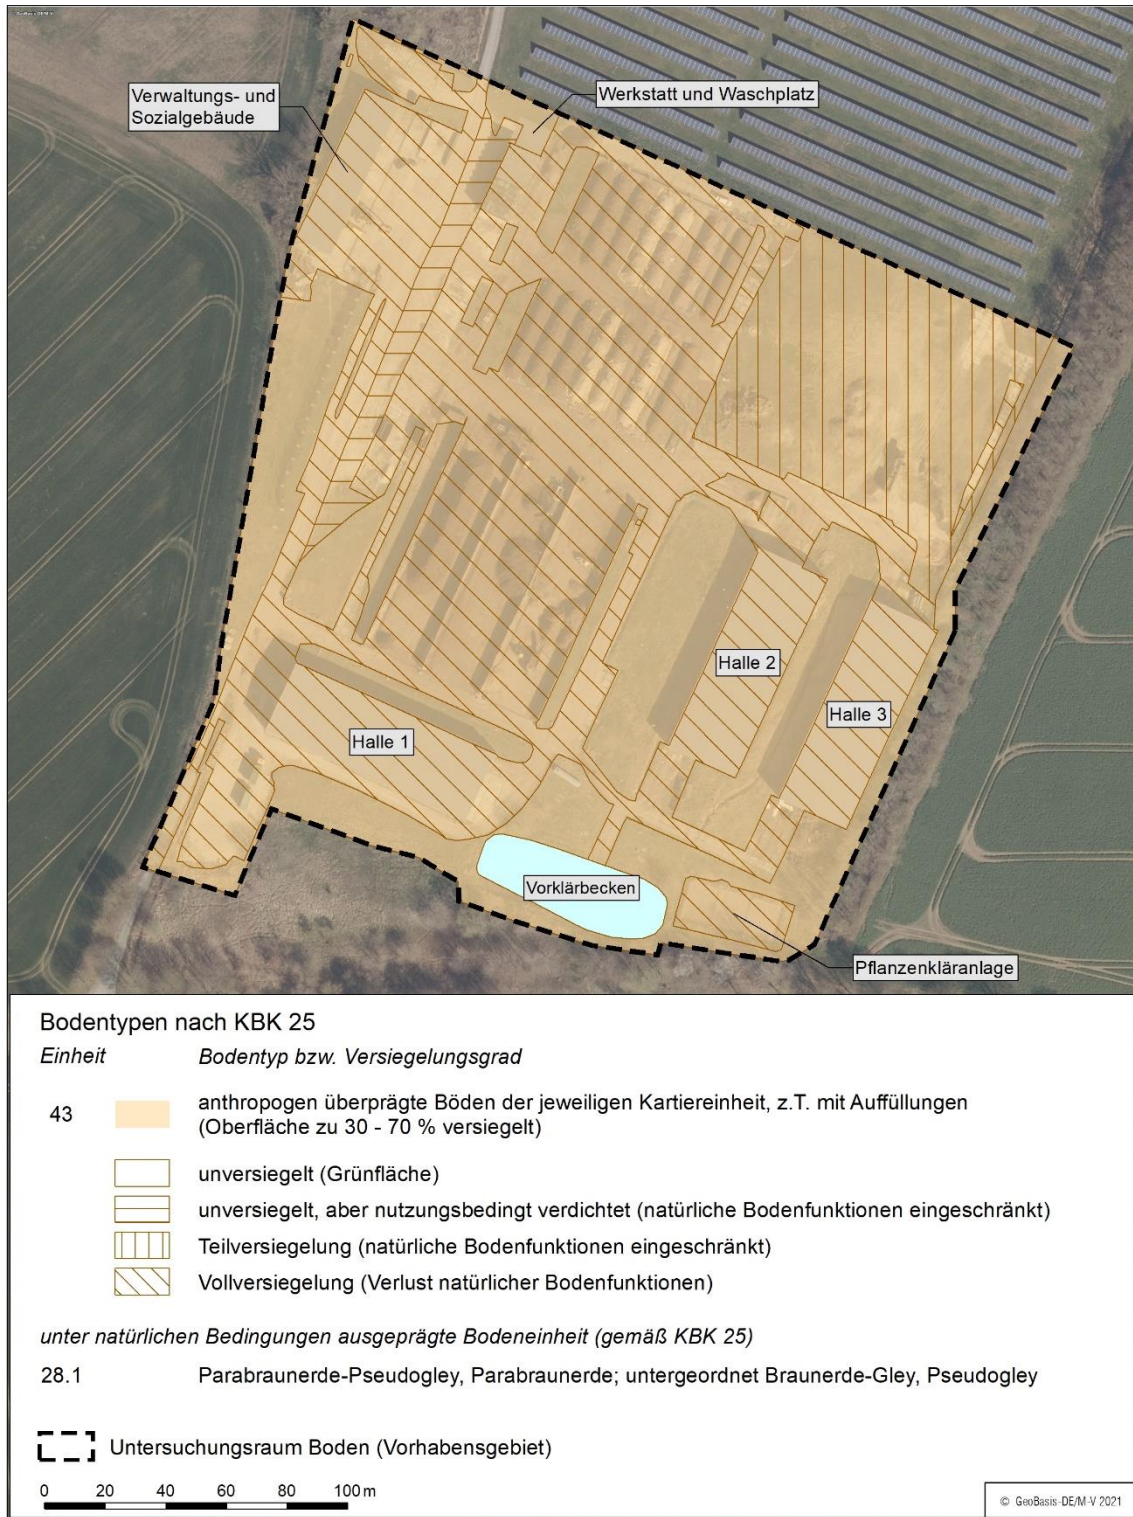 GeoBasis-DE/M-V
Verwaltungs- und
Sozialgebäude
Werkstatt und Waschplatz
Halle 2
Halle 3
Halle 1
Vorklärbecken
Pflanzenkläranlage
Bodentypen nach KBK 25
Einheit Bodentyp bzw. Versiegelungsgrad
43 anthropogen überprägte Böden der jeweiligen Kartiereinheit, z.T. mit Auffüllungen
(Oberfläche zu 30 - 70 % versiegelt)
unversiegelt (Grünfläche)
unversiegelt, aber nutzungsbedingt verdichtet (natürliche Bodenfunktionen eingeschränkt)
Teilversiegelung (natürliche Bodenfunktionen eingeschränkt)
Vollversiegelung (Verlust natürlicher Bodenfunktionen)
unter natürlichen Bedingungen ausgeprägte Bodeneinheit (gemäß KBK 25)
28.1 Parabraunerde-Pseudogley, Parabraunerde; untergeordnet Braunerde-Gley, Pseudogley
Untersuchungsraum Boden (Vorhabensgebiet)
0 20 40 60 80 100 m
© GeoBasis-DE/M-V 2021